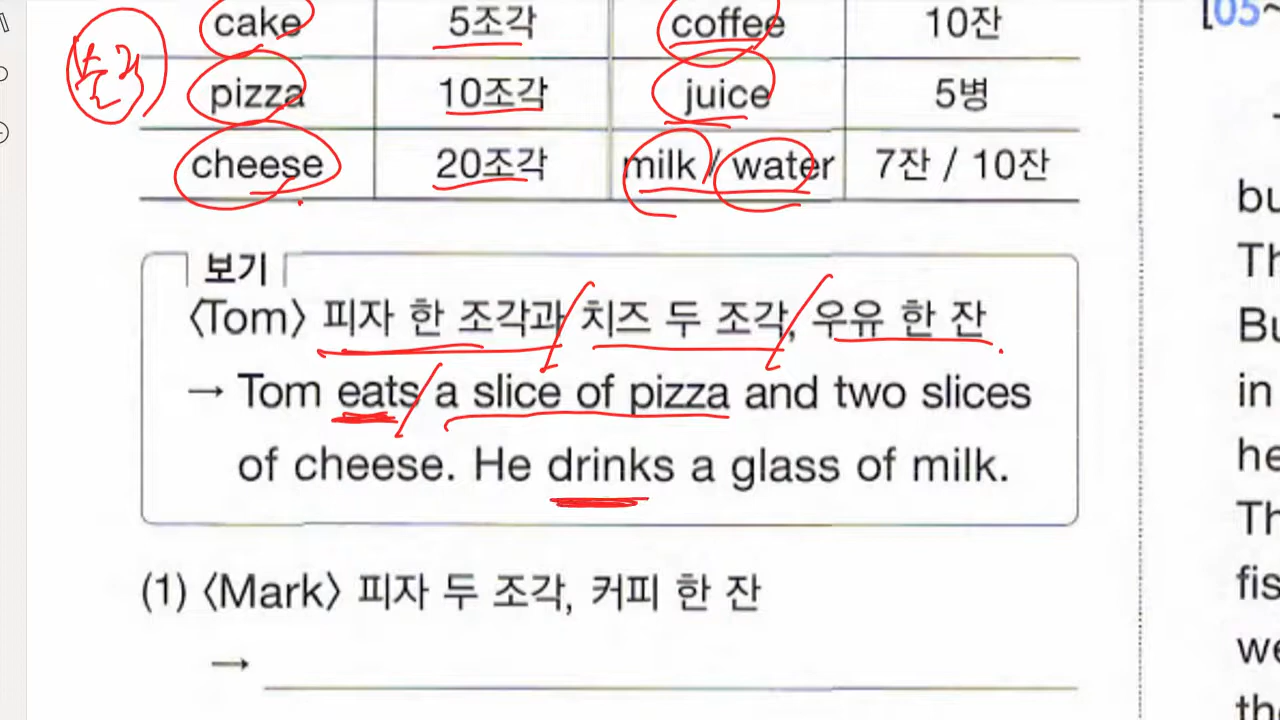 cake 5조각 coffee 10잔
pizza 10조각 juice 5병
cheese 20조각 milk / water 7잔 / 10잔
[05~
보기
〈Tom〉 피자 한 조각과 치즈 두 조각, 우유 한 잔
→ Tom eats a slice of pizza and two slices
of cheese. He drinks a glass of milk.
(1) 〈Mark〉 피자 두 조각, 커피 한 잔
→
bu
Th
Bu
in
he
Th
fis
we
the